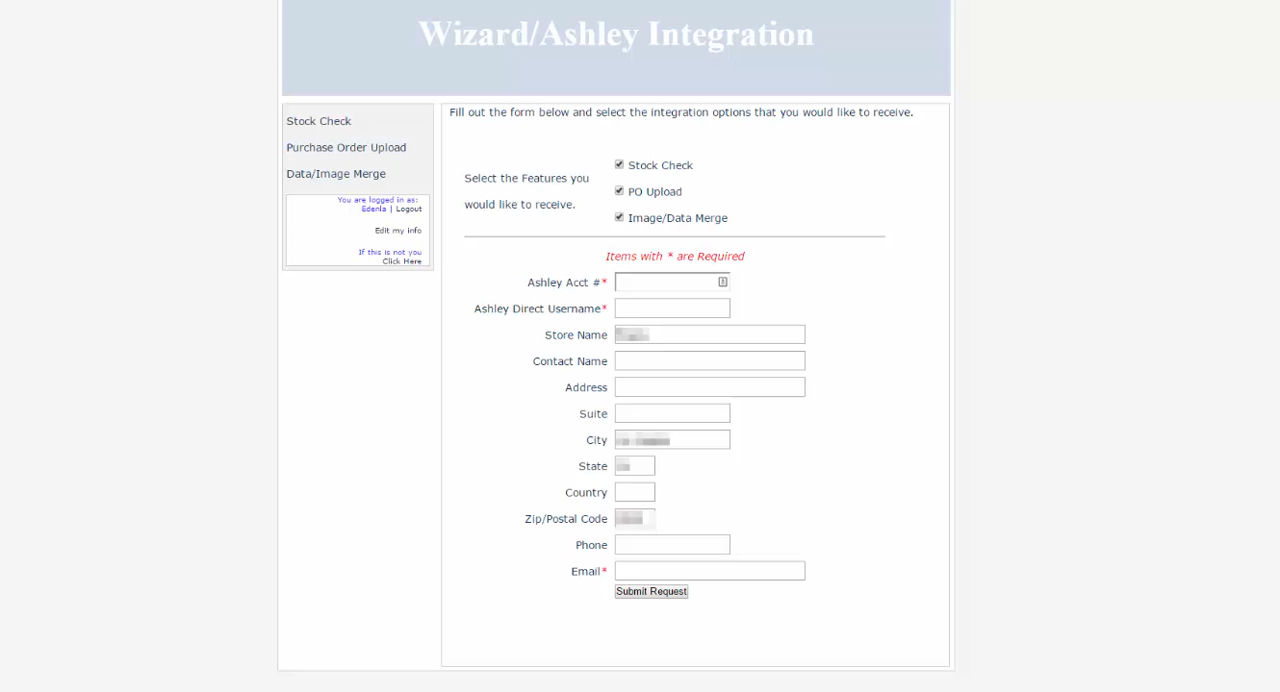 Wizard/Ashley Integration
Stock Check
Purchase Order Upload
Data/Image Merge
You are logged in as:
Edenla | Logout
Edit my info
If this is not you
Click Here
Fill out the form below and select the integration options that you would like to receive.
Select the Features you
would like to receive.
Stock Check
PO Upload
Image/Data Merge
Items with * are Required
Ashley Acct #*
Ashley Direct Username*
Store Name
Contact Name
Address
Suite
City
State
Country
Zip/Postal Code
Phone
Email*
Submit Request